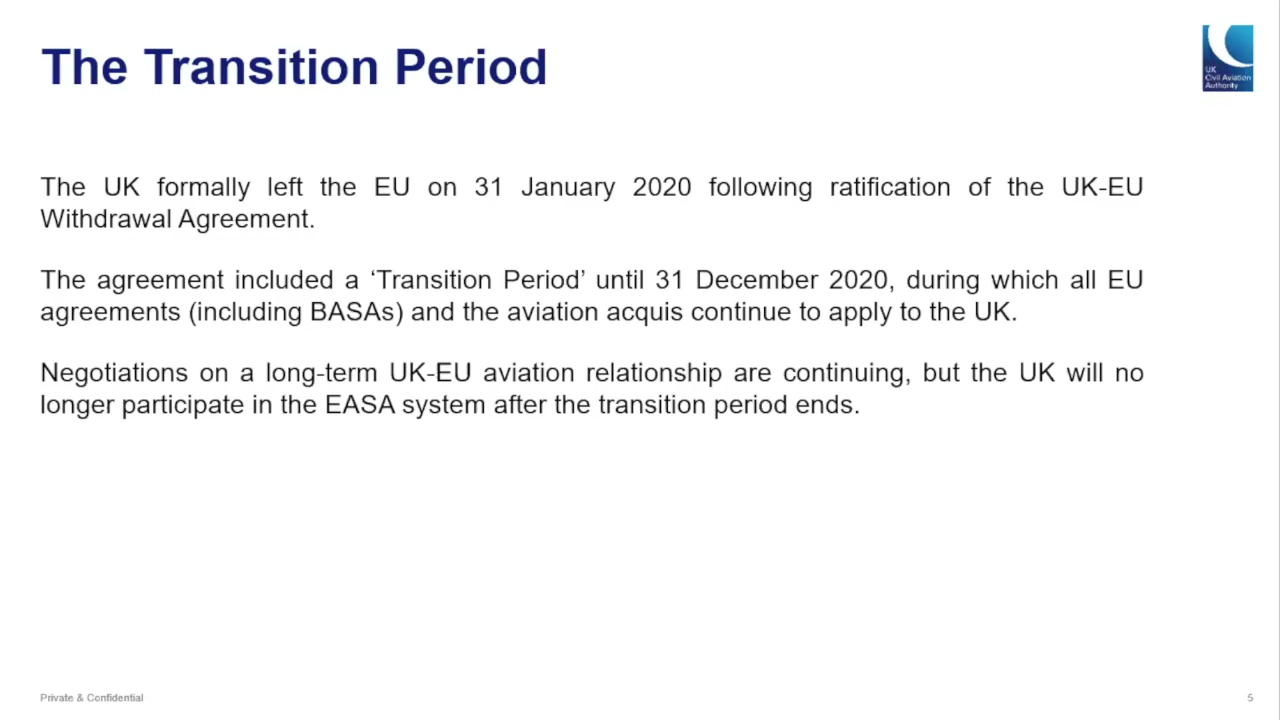 The Transition Period
UK
Civil Aviation
Authority
The UK formally left the EU on 31 January 2020 following ratification of the UK-EU
Withdrawal Agreement.
The agreement included a ‘Transition Period’ until 31 December 2020, during which all EU
agreements (including BASAs) and the aviation acquis continue to apply to the UK.
Negotiations on a long-term UK-EU aviation relationship are continuing, but the UK will no
longer participate in the EASA system after the transition period ends.
Private & Confidential
5